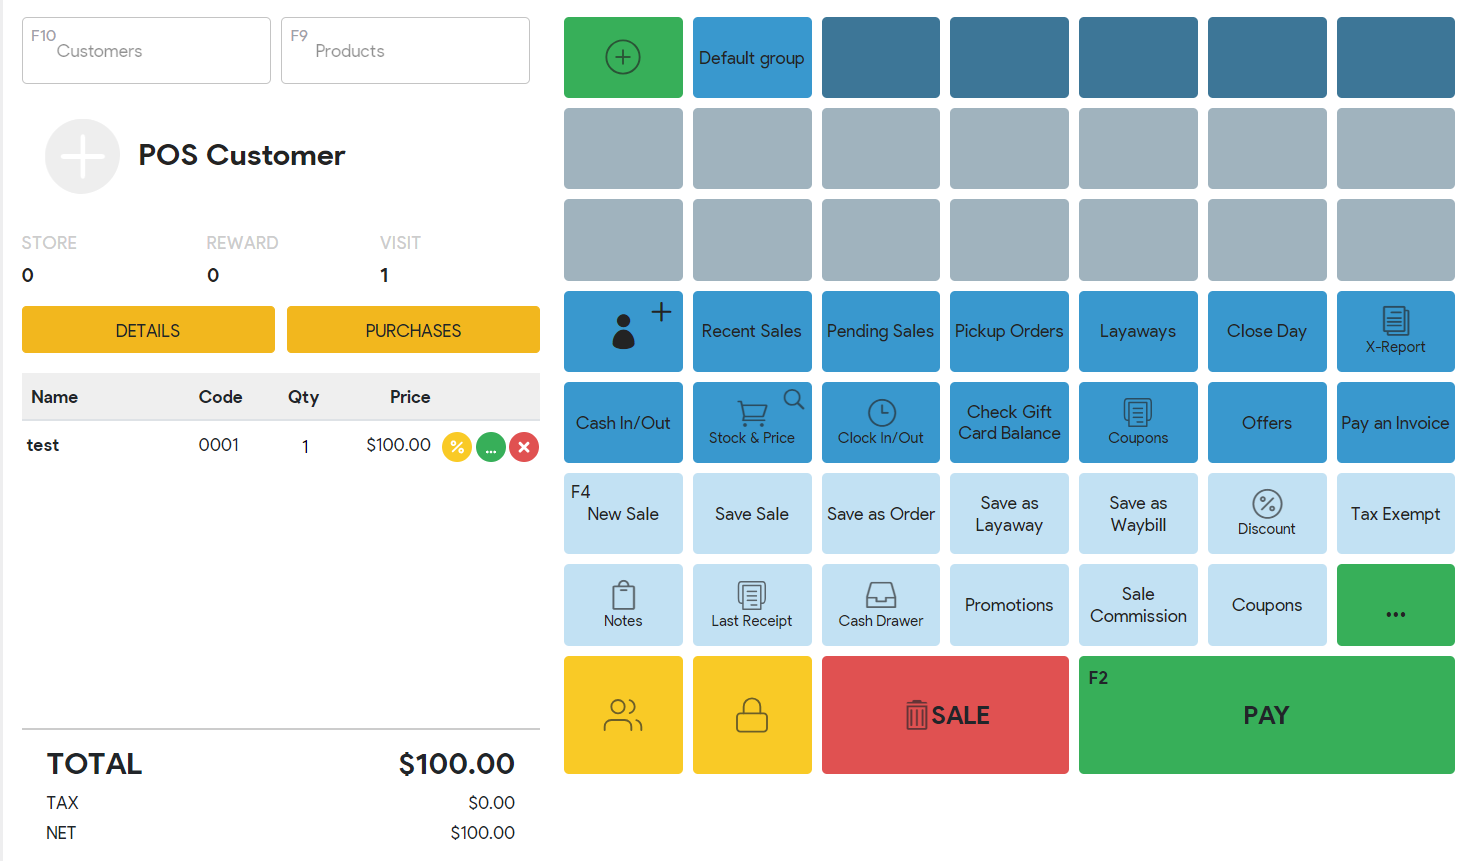 F10
Customers
F9
Products
POS Customer
STORE REWARD VISIT
0 0 1
DETAILS PURCHASES
Name Code Qty Price
test 0001 1 $100.00 % ...
TOTAL $100.00
TAX $0.00
NET $100.00
Default group
Recent Sales
Pending Sales
Pickup Orders
Layaways
Close Day
X-Report
Cash In/Out
Stock & Price
Clock In/Out
Check Gift
Card Balance
Coupons
Offers
Pay an Invoice
F4
New Sale
Save Sale
Save as Order
Save as
Layaway
Save as
Waybill
Discount
Tax Exempt
Notes
Last Receipt
Cash Drawer
Promotions
Sale
Commission
Coupons
...
SALE
F2
PAY